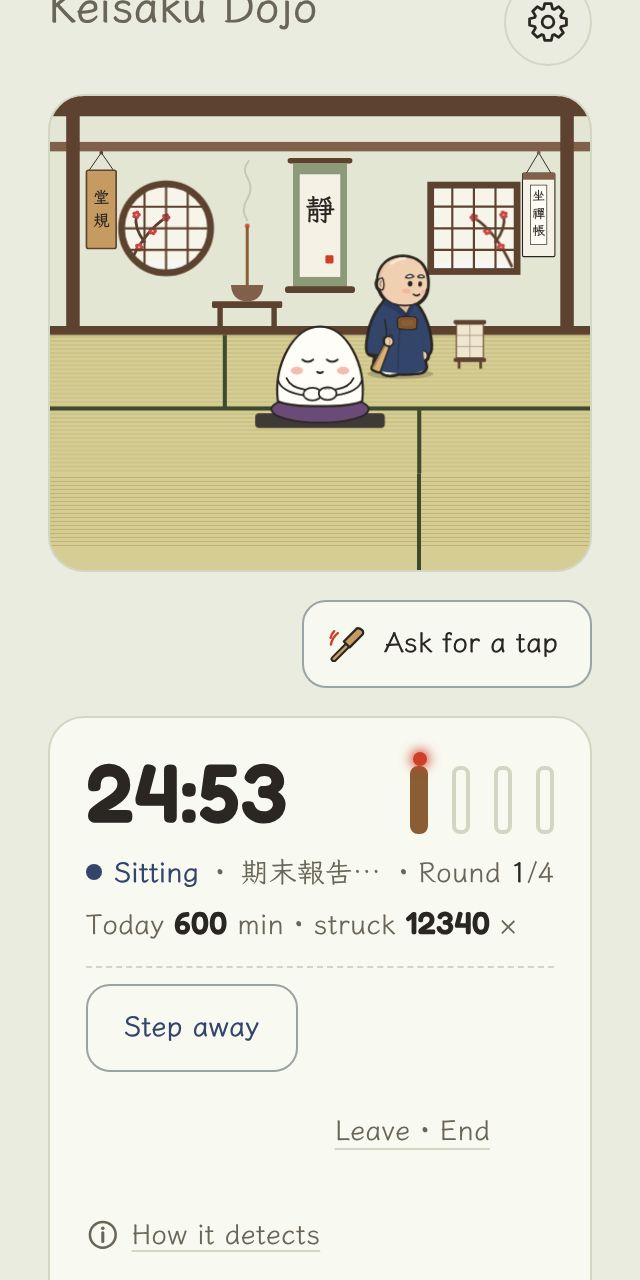 Keisaku Dojo
堂規
靜
坐禪帳
Ask for a tap
24:53
Sitting · 期末報告… · Round 1/4
Today 600 min · struck 12340 ×
Step away
Leave · End
How it detects